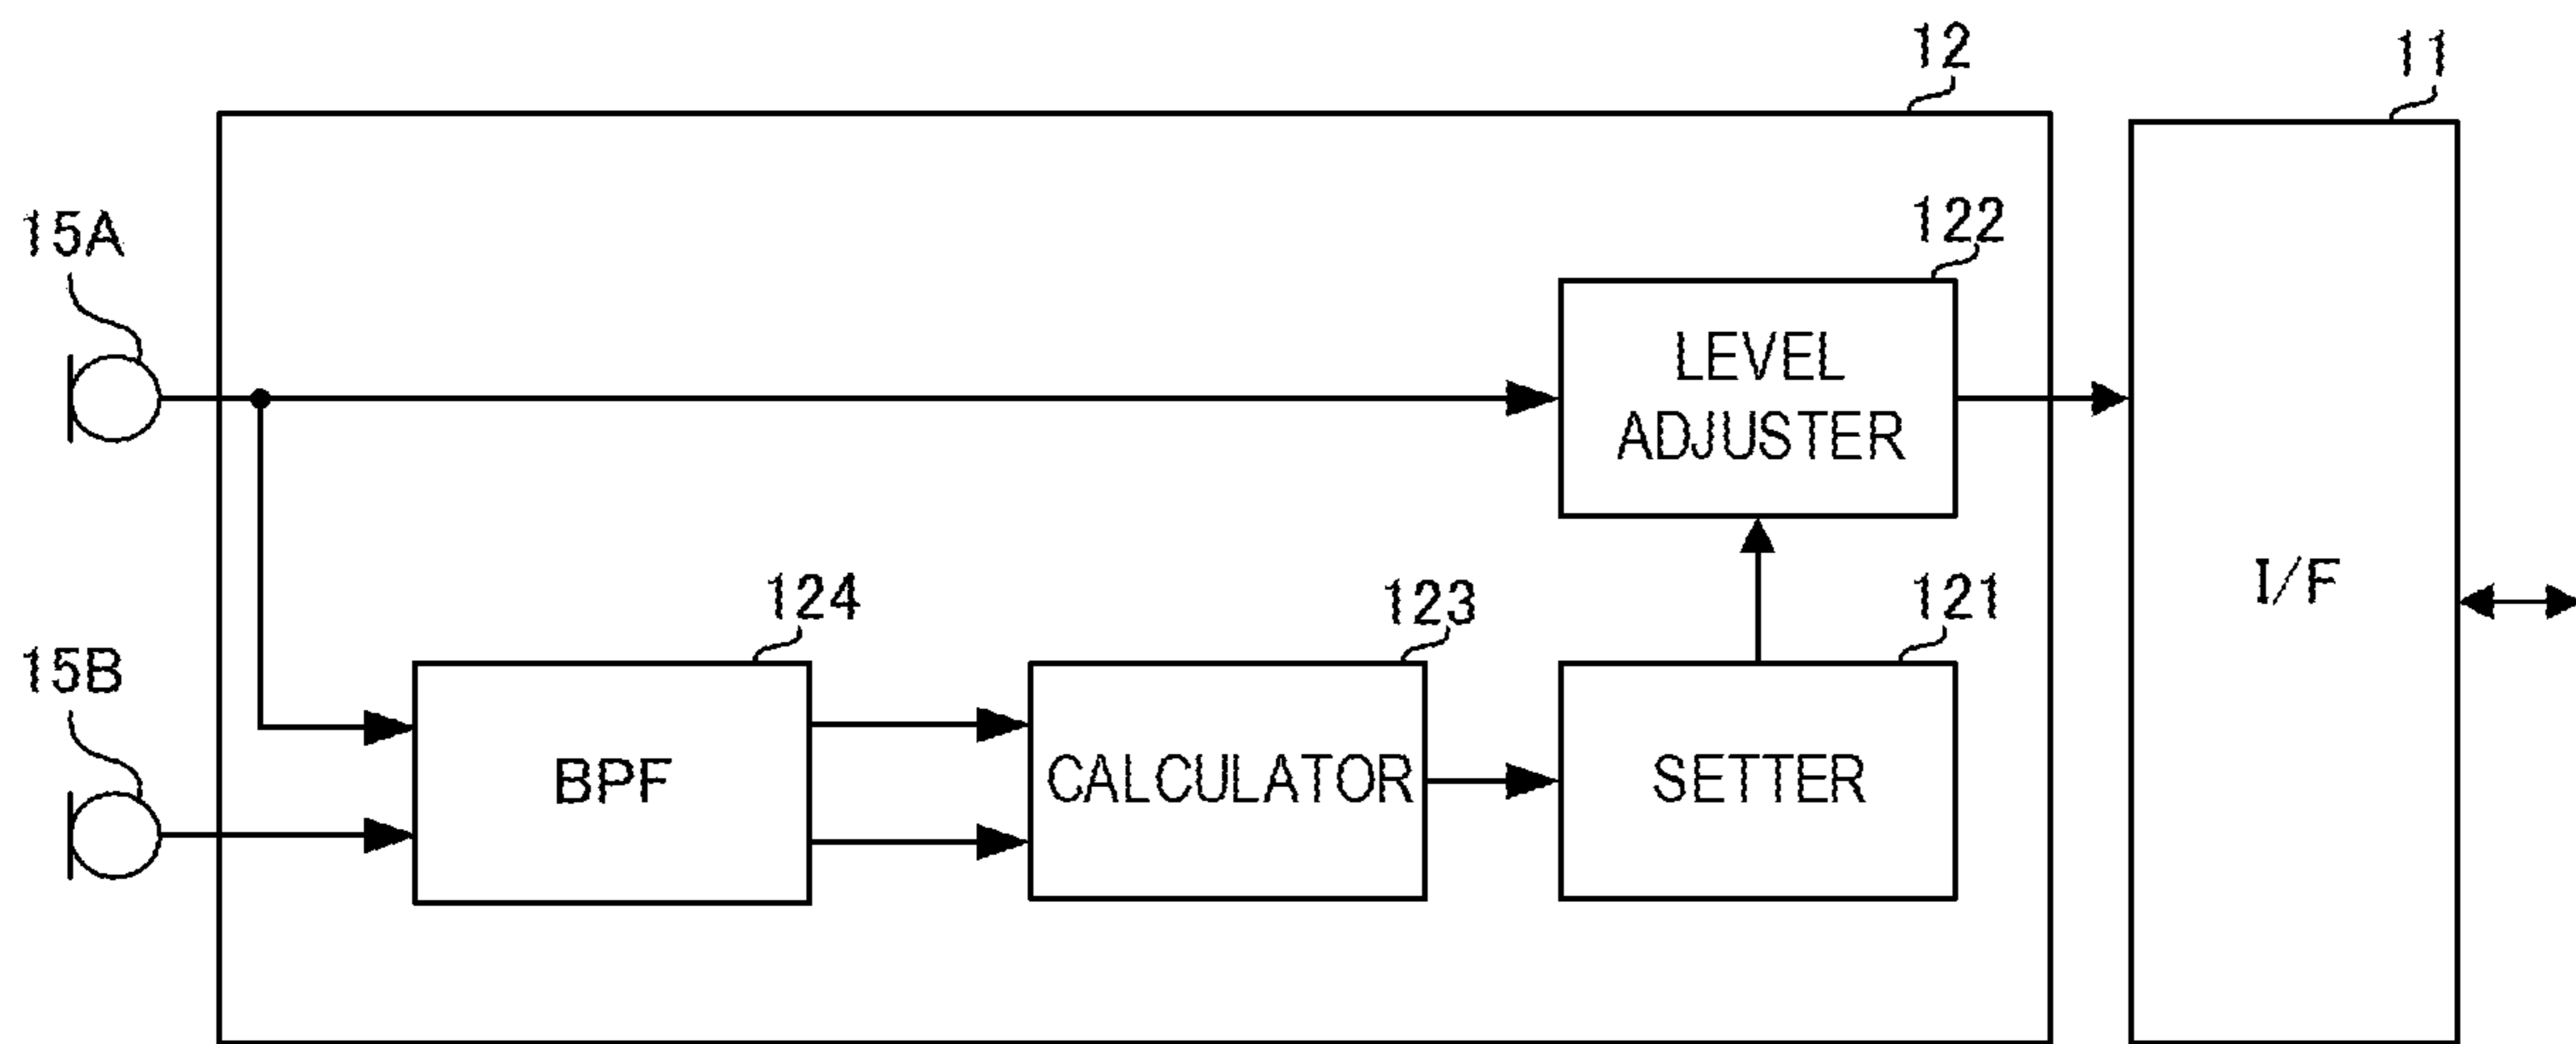 12
11
15A
122
LEVEL
ADJUSTER
15B
124
123
121
I/F
BPF
CALCULATOR
SETTER